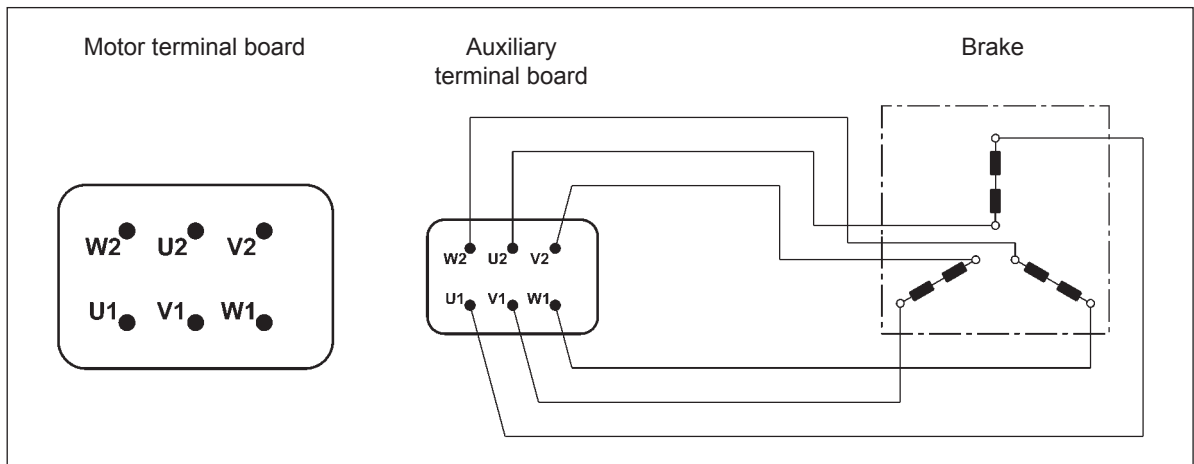 Motor terminal board
Auxiliary
terminal board
Brake
W2 U2 V2
U1 V1 W1
W2 U2 V2
U1 V1 W1